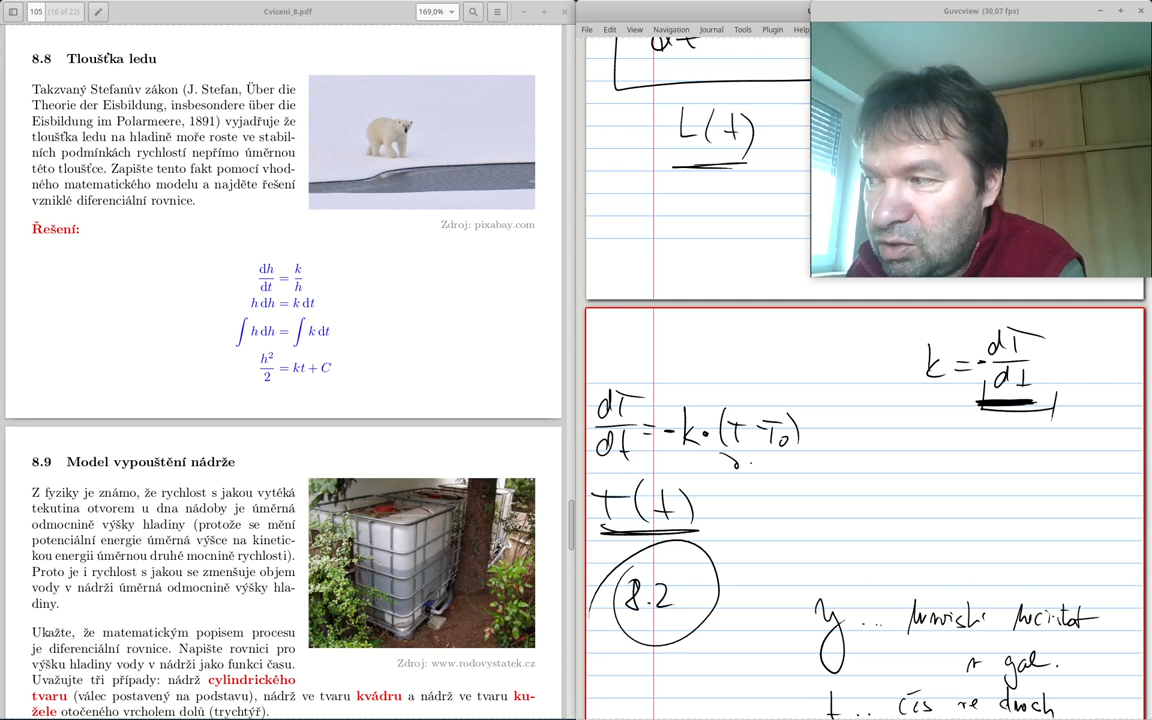 105 (16 of 22)
Cviceni_8.pdf
169,0%
8.8 Tloušťka ledu
Takzvaný Stefanův zákon (J. Stefan, Über die
Theorie der Eisbildung, insbesondere über die
Eisbildung im Polarmeere, 1891) vyjadřuje že
tloušťka ledu na hladině moře roste ve stabil-
ních podmínkách rychlostí nepřímo úměrnou
této tloušťce. Zapište tento fakt pomocí vhod-
ného matematického modelu a najděte řešení
vzniklé diferenciální rovnice.
Zdroj: pixabay.com
Řešení:
dh/dt = k/h
h dh = k dt
∫ h dh = ∫ k dt
h²/2 = kt + C
8.9 Model vypouštění nádrže
Z fyziky je známo, že rychlost s jakou vytéká
tekutina otvorem u dna nádoby je úměrná
odmocnině výšky hladiny (protože se mění
potenciální energie úměrná výšce na kinetic-
kou energii úměrnou druhé mocnině rychlosti).
Proto je i rychlost s jakou se zmenšuje objem
vody v nádrži úměrná odmocnině výšky hla-
diny.
Ukažte, že matematickým popisem procesu
je diferenciální rovnice. Napište rovnici pro
výšku hladiny vody v nádrži jako funkci času.
Uvažujte tři případy: nádrž cylindrického
tvaru (válec postavený na podstavu), nádrž ve tvaru kvádru a nádrž ve tvaru ku-
žele otočeného vrcholem dolů (trychtýř).
Zdroj: www.rodovystatek.cz
File Edit View Navigation Journal Tools Plugin Help
Guvcview (30,07 fps)
L(t)
k = -dT/dt
dT/dt = -k·(T-T₀)
T(t)
8.2
y ...
gal.
t ... čas ve dnech